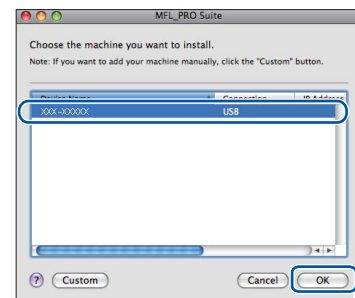 MFL_PRO Suite
Choose the machine you want to install.
Note: If you want to add your machine manually, click the "Custom" button.
Device Name Connection IP Address
XXX-XXXXX USB
? Custom Cancel OK